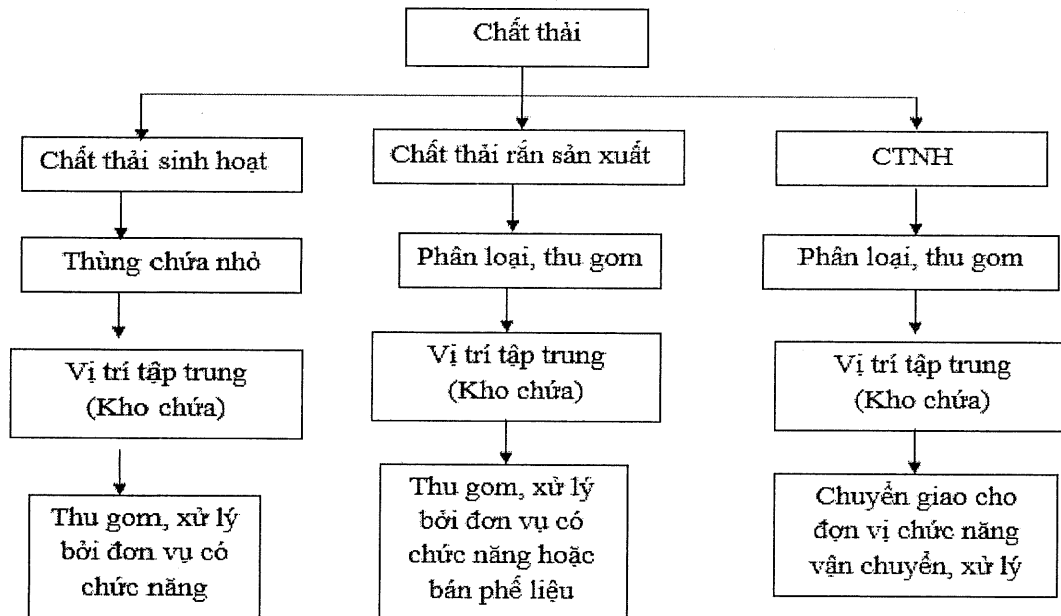 Chất thải
Chất thải sinh hoạt
Chất thải rắn sản xuất
CTNH
Thùng chứa nhỏ
Phân loại, thu gom
Phân loại, thu gom
Vị trí tập trung
(Kho chứa)
Vị trí tập trung
(Kho chứa)
Vị trí tập trung
(Kho chứa)
Thu gom, xử lý
bởi đơn vụ có
chức năng
Thu gom, xử lý
bởi đơn vụ có
chức năng hoặc
bán phế liệu
Chuyển giao cho
đợn vị chức năng
vận chuyển, xử lý